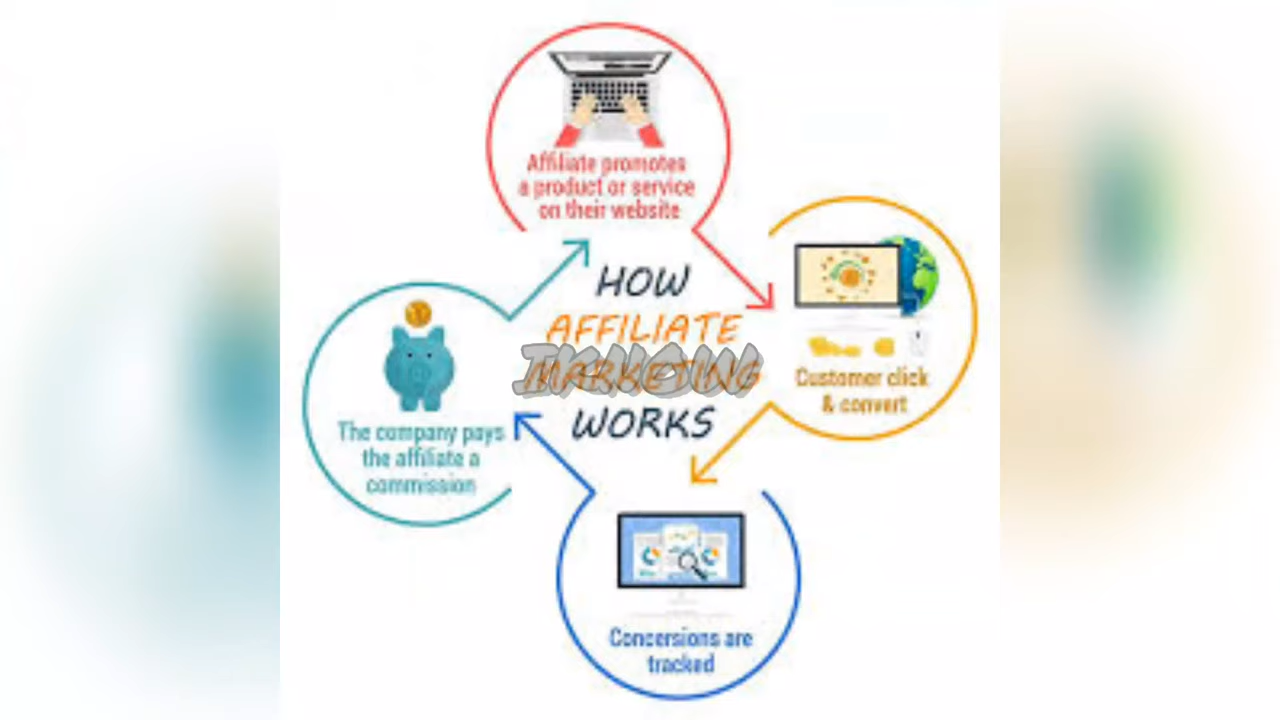 Affiliate promotes
a product or service
on their website
HOW
AFFILIATE
MARKETING
WORKS
Customer click
& convert
The company pays
the affiliate a
commission
Concersions are
tracked